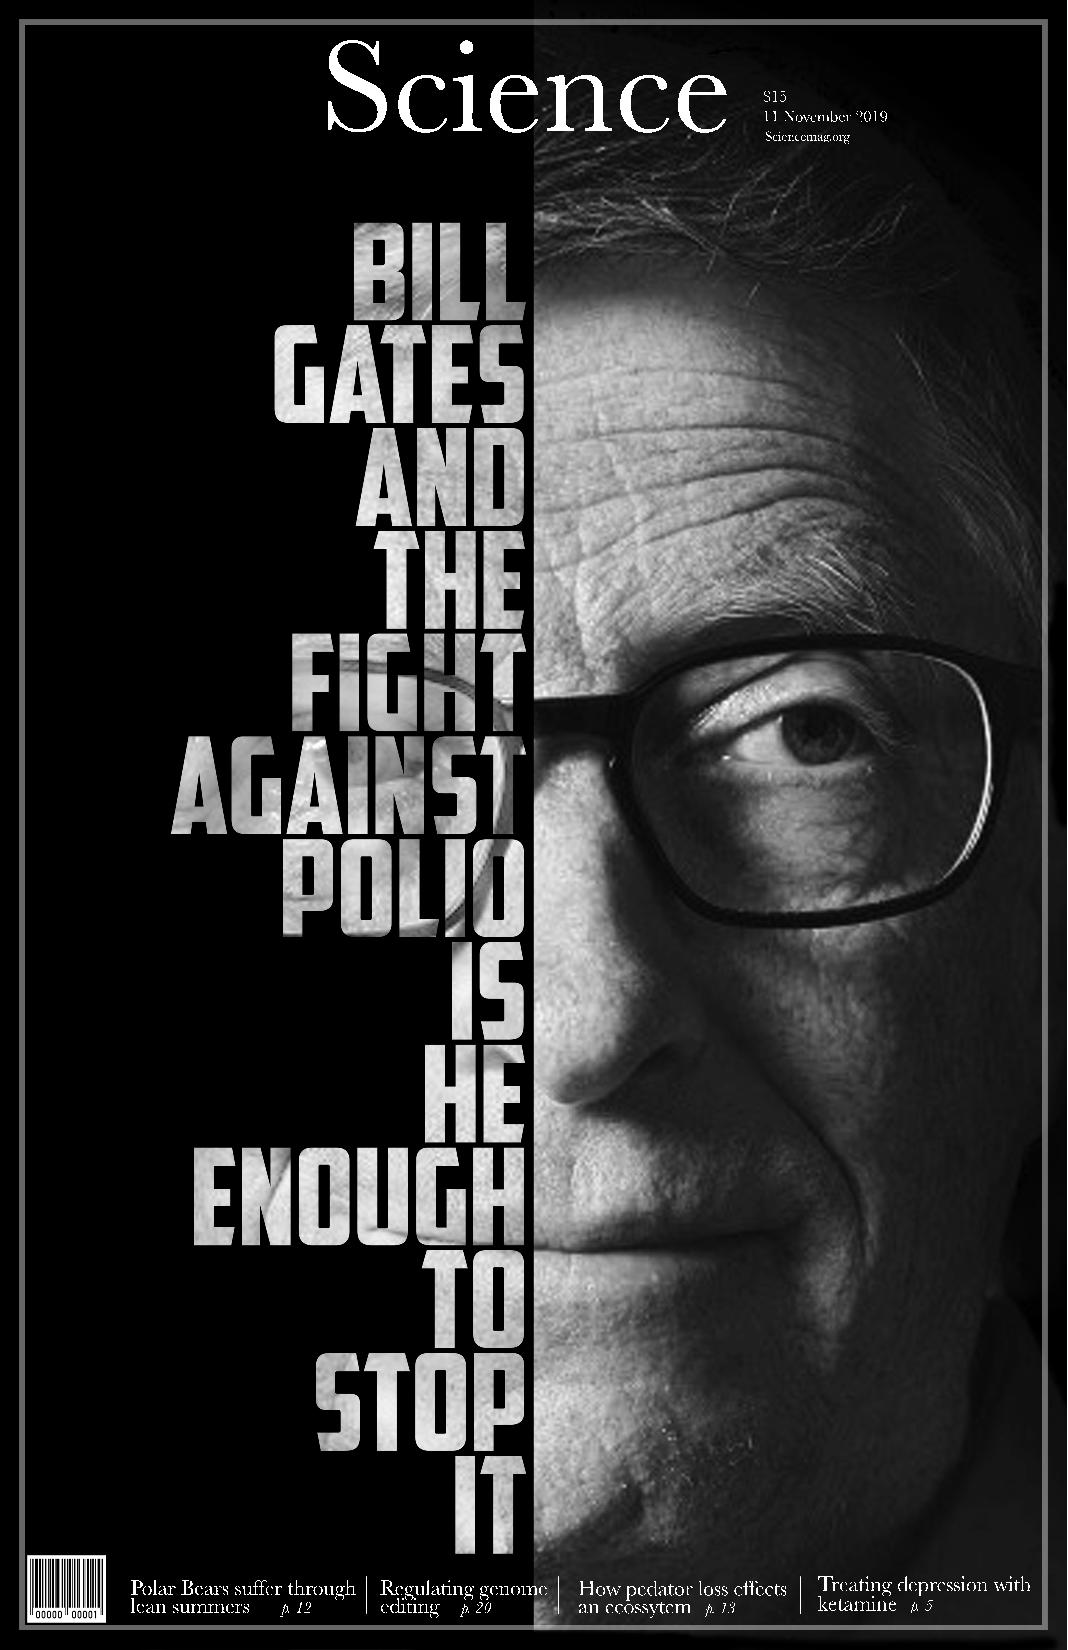 Science
$15
11 November 2019
Sciencemag.org
BILL
GATES
AND
THE
FIGHT
AGAINST
POLIO
IS
HE
ENOUGH
TO
STOP
IT
00000 00001
Polar Bears suffer through
lean summers p. 12
Regulating genome
editing p. 20
How pedator loss effects
an ecossytem p. 13
Treating depression with
ketamine p. 5